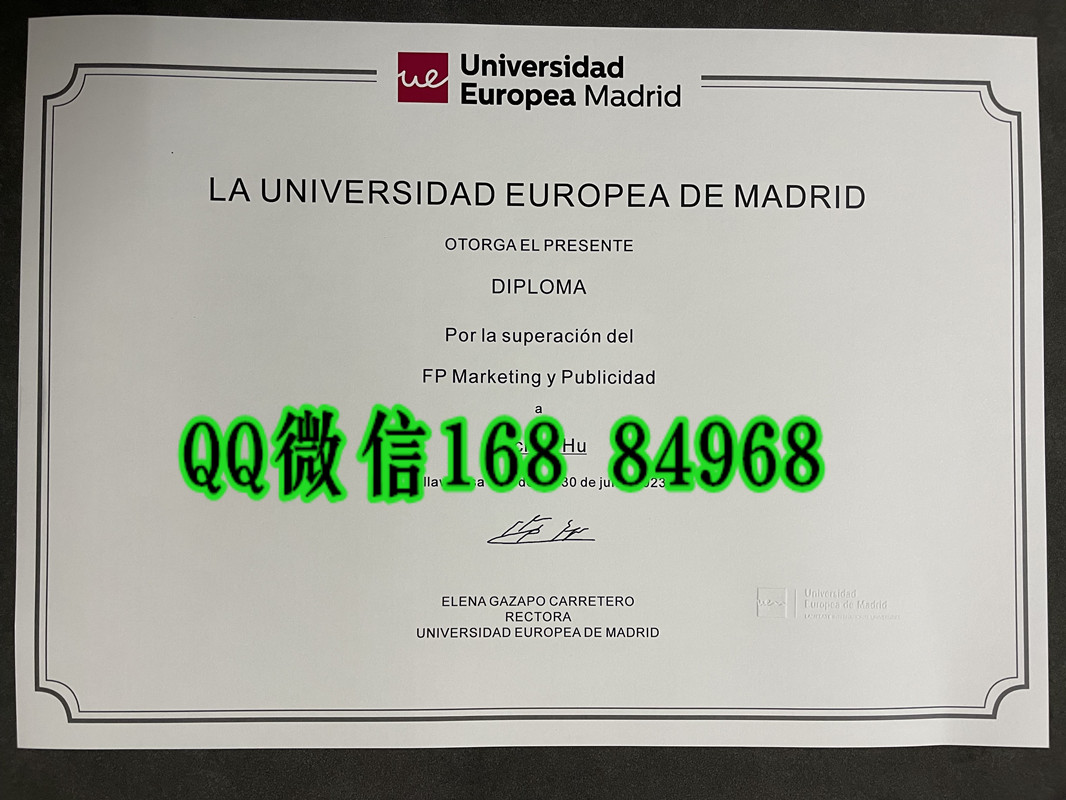 ue Universidad
Europea Madrid
LA UNIVERSIDAD EUROPEA DE MADRID
OTORGA EL PRESENTE
DIPLOMA
Por la superación del
FP Marketing y Publicidad
a
Hu
QQ微信168 84968
30 de
ELENA GAZAPO CARRETERO
RECTORA
UNIVERSIDAD EUROPEA DE MADRID
Universidad
Europea de Madrid